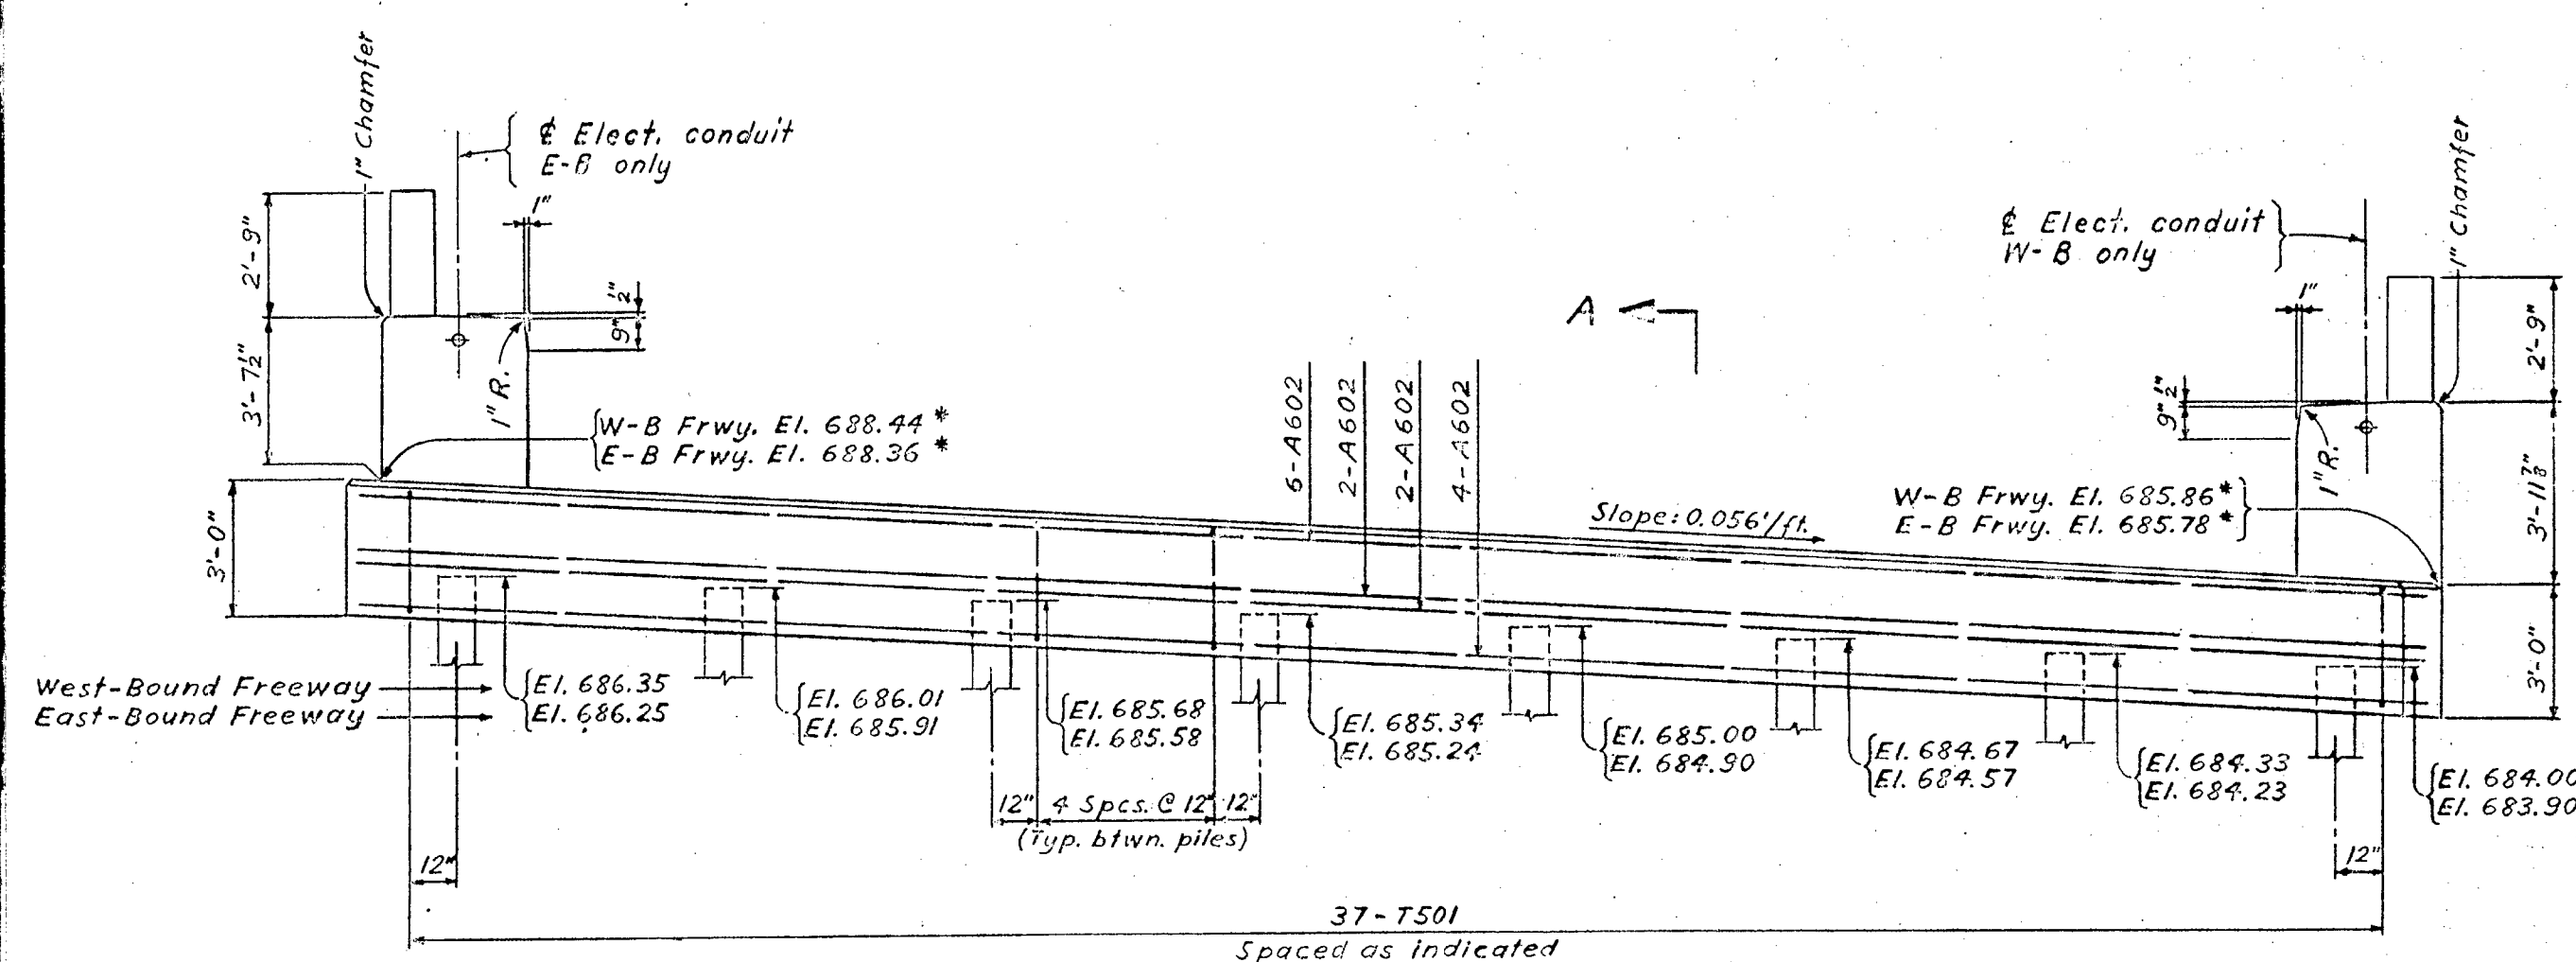 1" Chamfer
₵ Elect. conduit
E-B only
1"
2'-9"
3'-7½"
½"
9"
1" R.
W-B Frwy. El. 688.44 *
E-B Frwy. El. 688.36 *
3'-0"
A
2-A602
2-A602
4-A602
Slope: 0.056'/ft.
₵ Elect. conduit
W-B only
1" Chamfer
1"
½"
9"
1" R.
2'-9"
3'-11⅞"
3'-0"
W-B Frwy. El. 685.86 *
E-B Frwy. El. 685.78 *
West-Bound Freeway
East-Bound Freeway
El. 686.35
El. 686.25
El. 686.01
El. 685.91
El. 685.68
El. 685.58
El. 685.34
El. 685.24
El. 685.00
El. 684.90
El. 684.67
El. 684.57
El. 684.33
El. 684.23
El. 684.00
El. 683.90
12" 4 Spcs. @ 12" 12"
(Typ. btwn. piles)
12"
12"
37-T501
Spaced as indicated